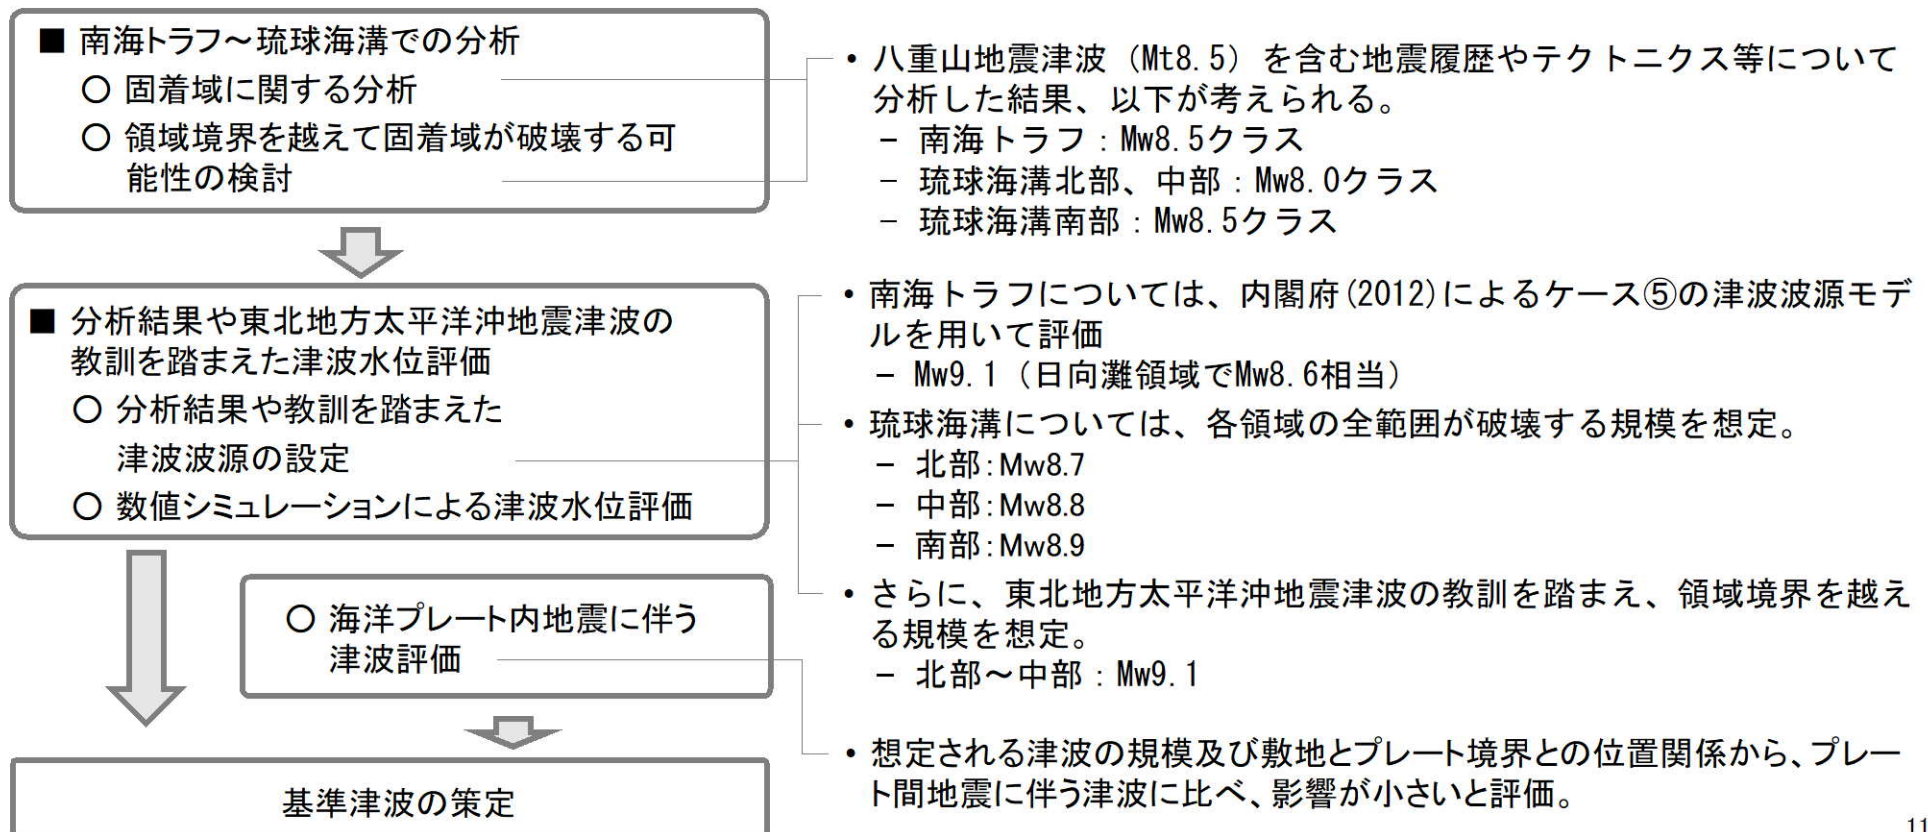 ■ 南海トラフ～琉球海溝での分析
○ 固着域に関する分析
○ 領域境界を越えて固着域が破壊する可
能性の検討
• 八重山地震津波（Mt8.5）を含む地震履歴やテクトニクス等について
分析した結果、以下が考えられる。
－ 南海トラフ：Mw8.5クラス
－ 琉球海溝北部、中部：Mw8.0クラス
－ 琉球海溝南部：Mw8.5クラス
■ 分析結果や東北地方太平洋沖地震津波の
教訓を踏まえた津波水位評価
○ 分析結果や教訓を踏まえた
津波波源の設定
○ 数値シミュレーションによる津波水位評価
• 南海トラフについては、内閣府(2012)によるケース⑤の津波波源モデ
ルを用いて評価
－ Mw9.1（日向灘領域でMw8.6相当）
• 琉球海溝については、各領域の全範囲が破壊する規模を想定。
－ 北部：Mw8.7
－ 中部：Mw8.8
－ 南部：Mw8.9
• さらに、東北地方太平洋沖地震津波の教訓を踏まえ、領域境界を越え
る規模を想定。
－ 北部～中部：Mw9.1
○ 海洋プレート内地震に伴う
津波評価
• 想定される津波の規模及び敷地とプレート境界との位置関係から、プレー
ト間地震に伴う津波に比べ、影響が小さいと評価。
基準津波の策定
11